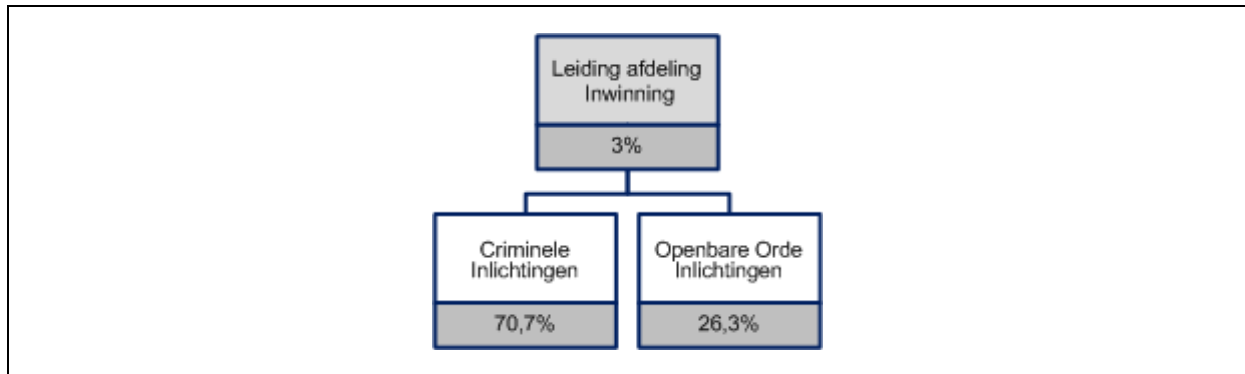 Leiding afdeling
Inwinning
3%
Criminele
Inlichtingen
70,7%
Openbare Orde
Inlichtingen
26,3%